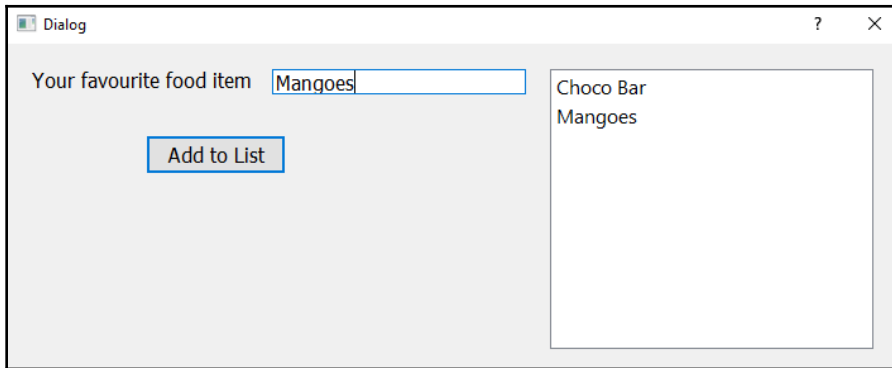 Dialog ?
Your favourite food item Mangoes
Choco Bar
Mangoes
Add to List